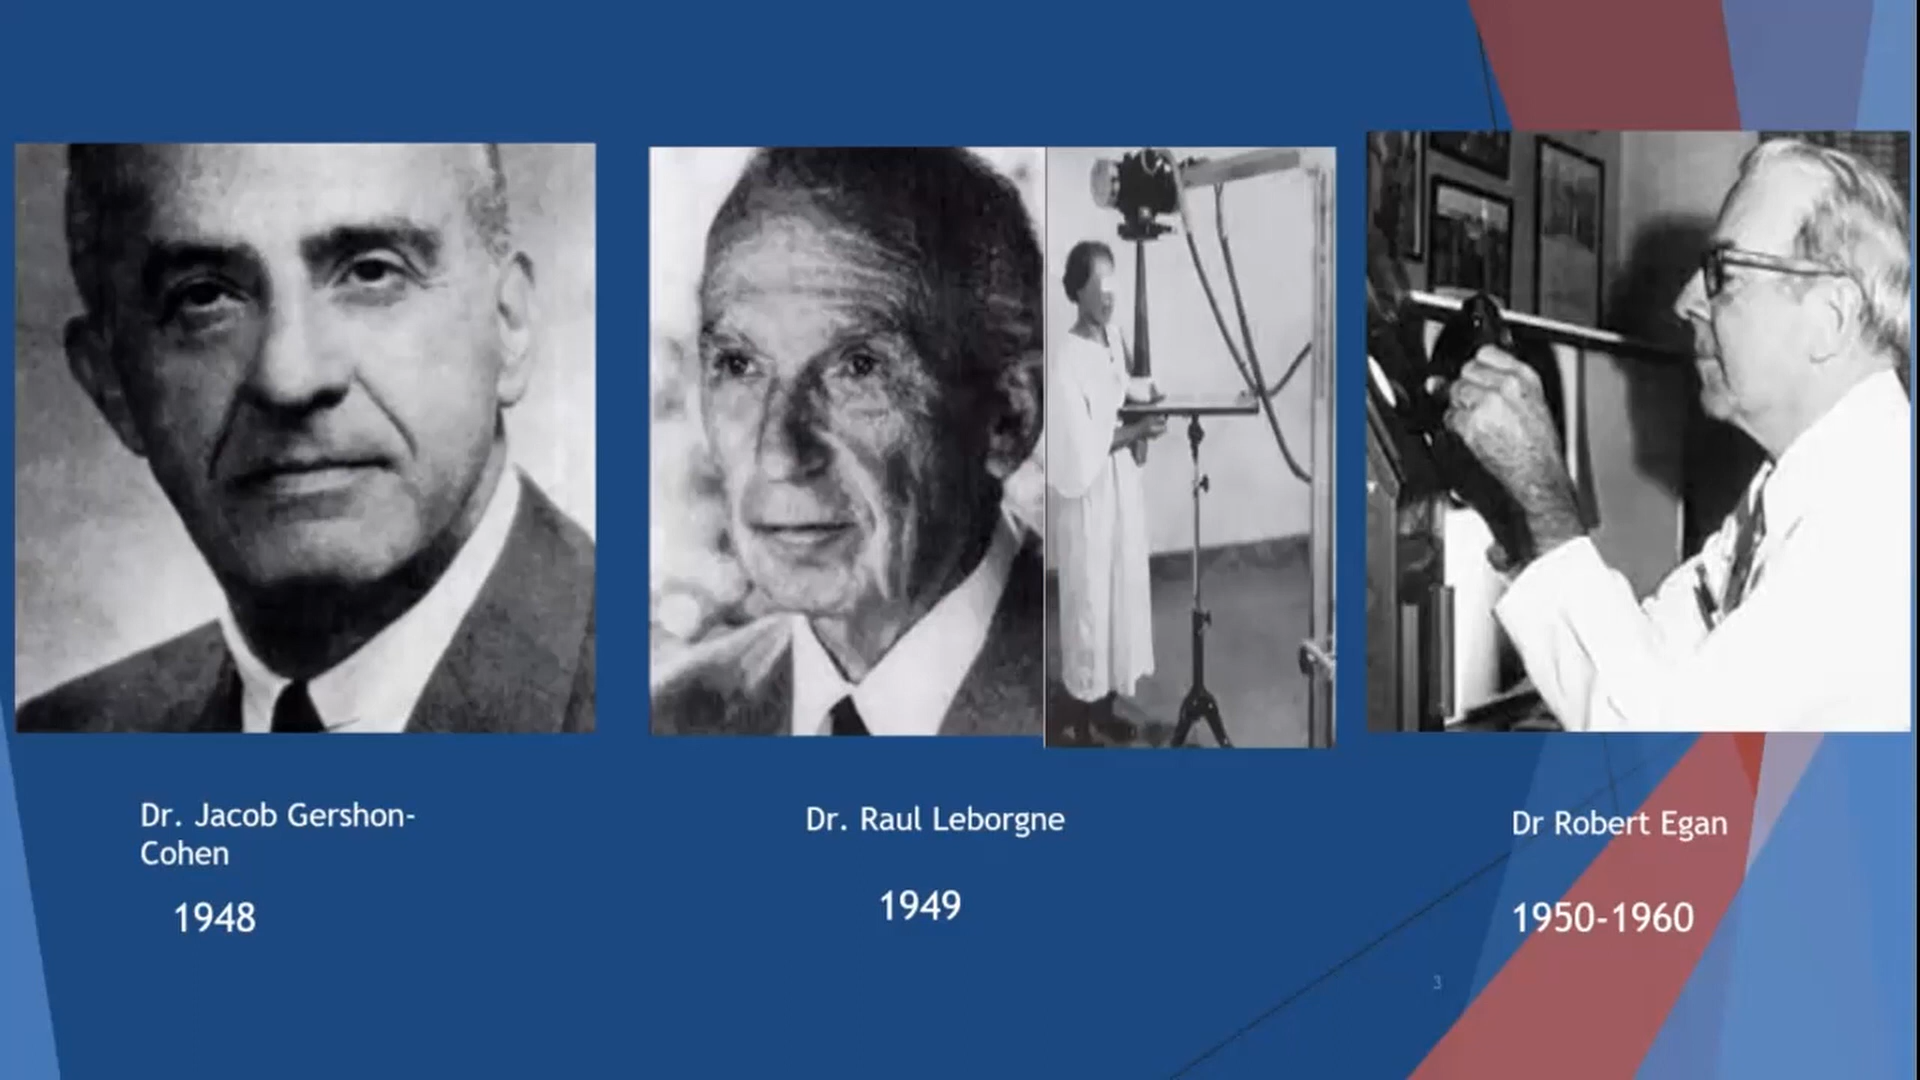 Dr. Jacob Gershon-
Cohen
1948
Dr. Raul Leborgne
1949
Dr Robert Egan
1950-1960
3